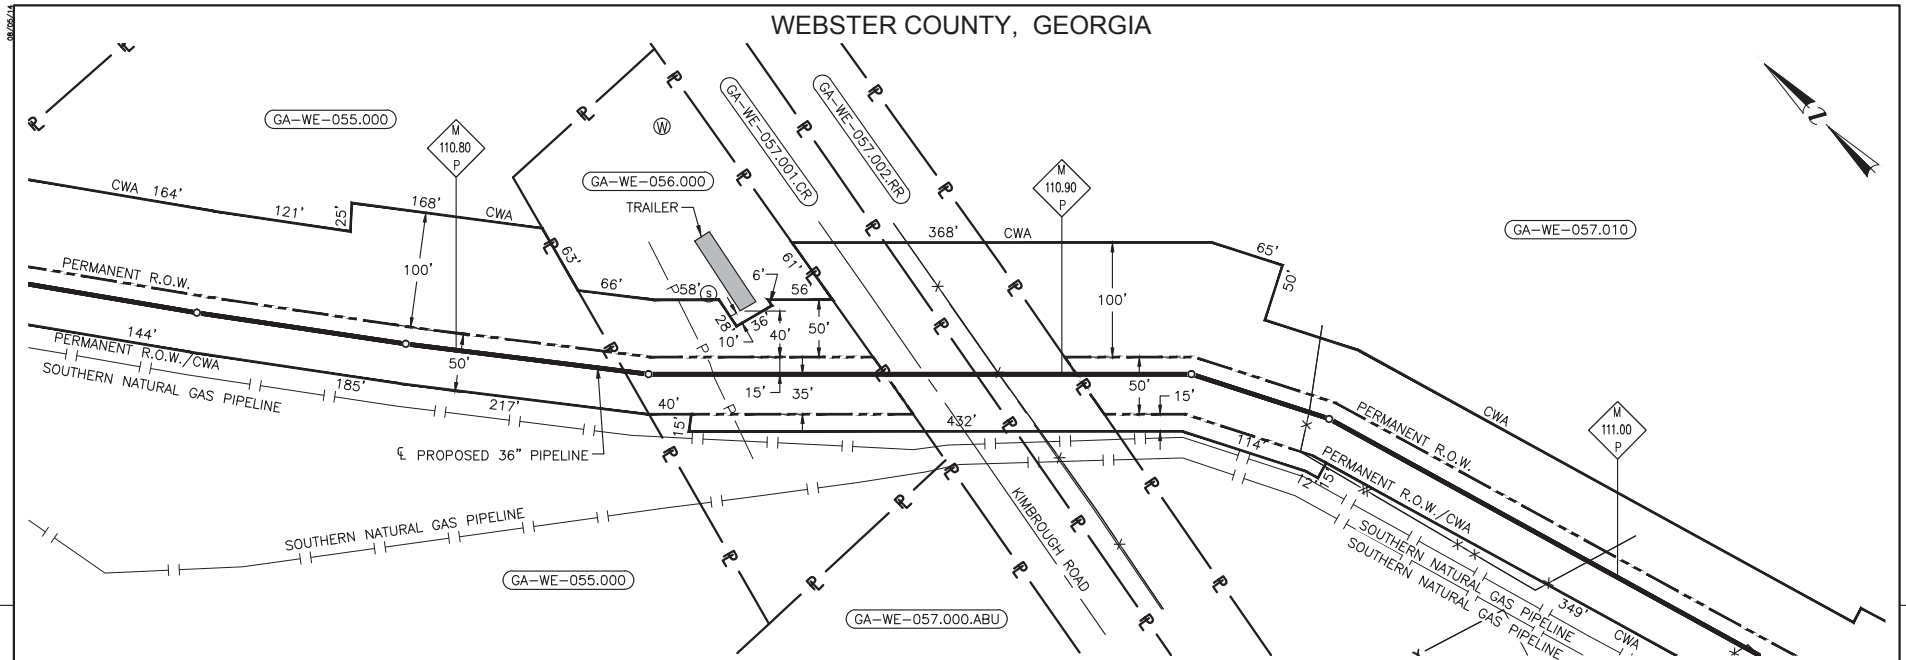 08/05/14
WEBSTER COUNTY, GEORGIA
GA-WE-055.000
M
110.80
P
W
GA-WE-056.000
TRAILER
GA-WE-057.001.CR
GA-WE-057.002.RR
M
110.90
P
GA-WE-057.010
CWA 164'
121'
25'
168'
CWA
100'
63'
66'
58'
S
6'
56'
61'
28'
36'
10'
40'
50'
368'
CWA
100'
65'
50'
PERMANENT R.O.W.
144'
PERMANENT R.O.W./CWA
SOUTHERN NATURAL GAS PIPELINE
185'
50'
217'
40'
15'
15'
35'
432'
50'
15'
114'
CWA
PERMANENT R.O.W.
M
111.00
P
℄ PROPOSED 36" PIPELINE
P
P
P
PERMANENT R.O.W./CWA
SOUTHERN NATURAL GAS PIPELINE
KIMBROUGH ROAD
SOUTHERN NATURAL GAS PIPELINE
SOUTHERN NATURAL GAS PIPELINE
349'
CWA
GA-WE-055.000
GA-WE-057.000.ABU